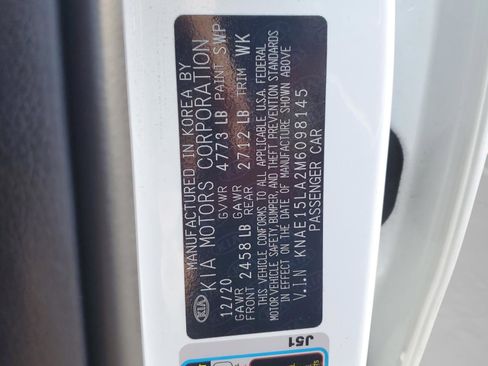 KIA
MANUFACTURED IN KOREA BY
KIA MOTORS CORPORATION
12/20 GVWR 4773 LB PAINT SWP
GAWR GAWR
FRONT 2458 LB REAR 2712 LB TRIM WK
THIS VEHICLE CONFORMS TO ALL APPLICABLE U.S.A. FEDERAL
MOTOR VEHICLE SAFETY, BUMPER, AND THEFT PREVENTION STANDARDS
IN EFFECT ON THE DATE OF MANUFACTURE SHOWN ABOVE
V.I.N KNAE15LA2M6098145
PASSENGER CAR
J51